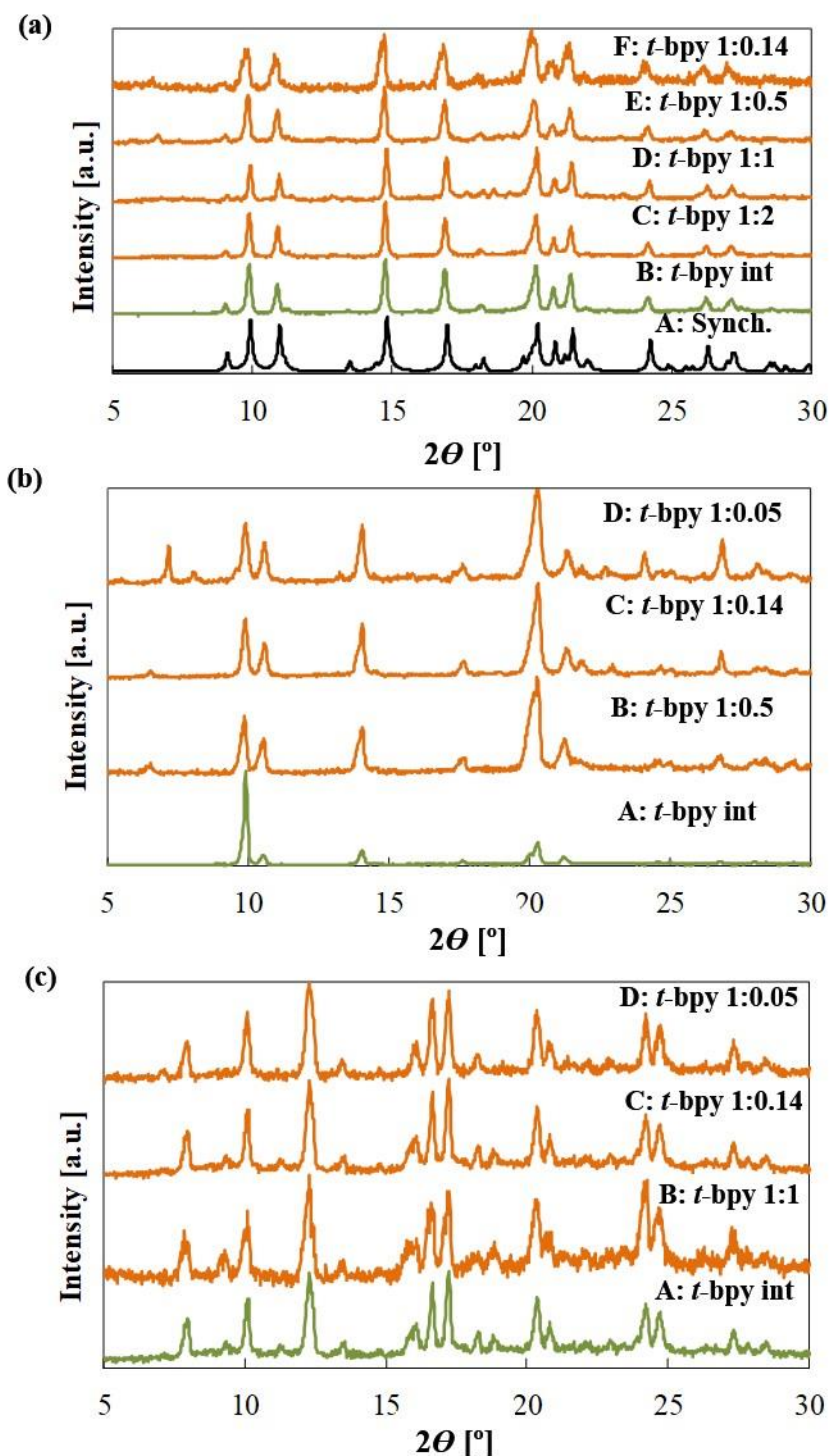 (a)
F: t-bpy 1:0.14
E: t-bpy 1:0.5
D: t-bpy 1:1
C: t-bpy 1:2
B: t-bpy int
A: Synch.
Intensity [a.u.]
5 10 15 20 25 30
2Θ [º]
(b)
D: t-bpy 1:0.05
C: t-bpy 1:0.14
B: t-bpy 1:0.5
A: t-bpy int
Intensity [a.u.]
5 10 15 20 25 30
2Θ [º]
(c)
D: t-bpy 1:0.05
C: t-bpy 1:0.14
B: t-bpy 1:1
A: t-bpy int
Intensity [a.u.]
5 10 15 20 25 30
2Θ [º]